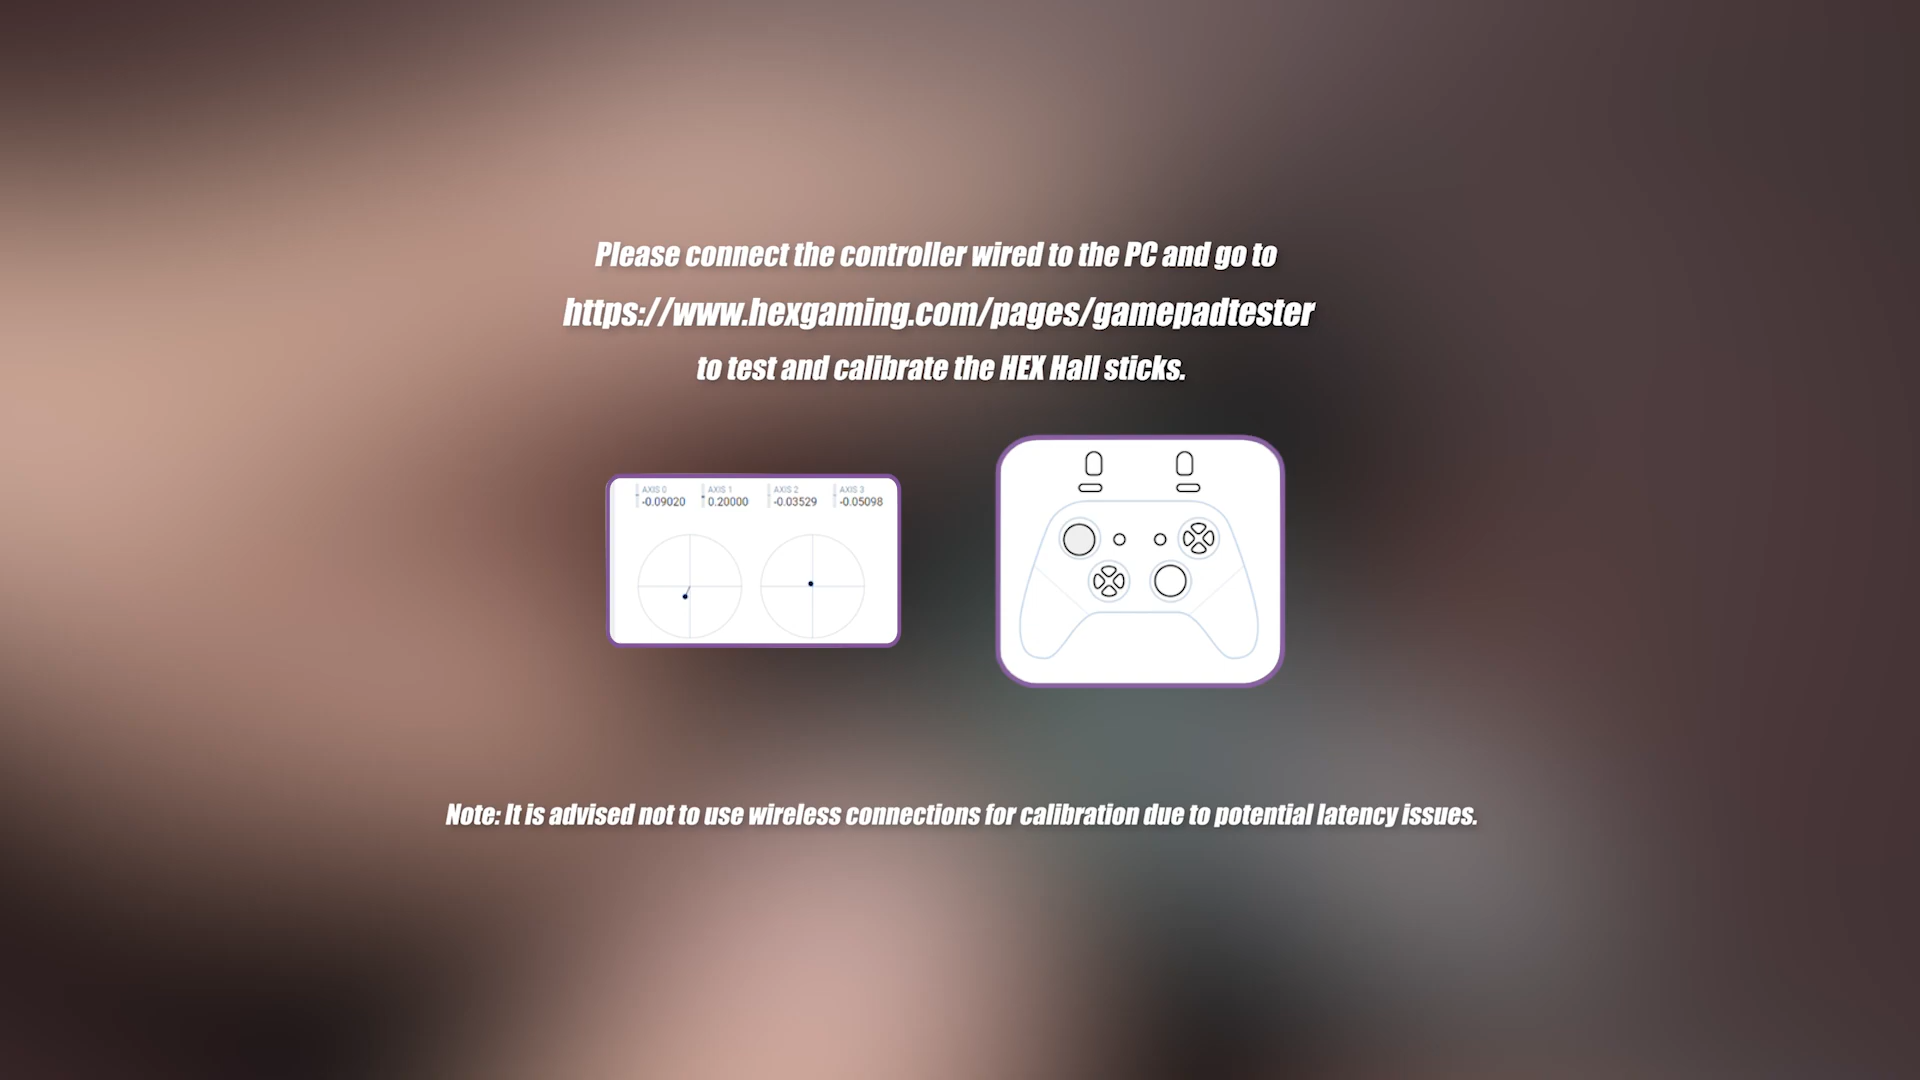 Please connect the controller wired to the PC and go to
https://www.hexgaming.com/pages/gamepadtester
to test and calibrate the HEX Hall sticks.
AXIS 0 AXIS 1 AXIS 2 AXIS 3
-0.09020 0.20000 -0.03529 -0.05098
Note: It is advised not to use wireless connections for calibration due to potential latency issues.